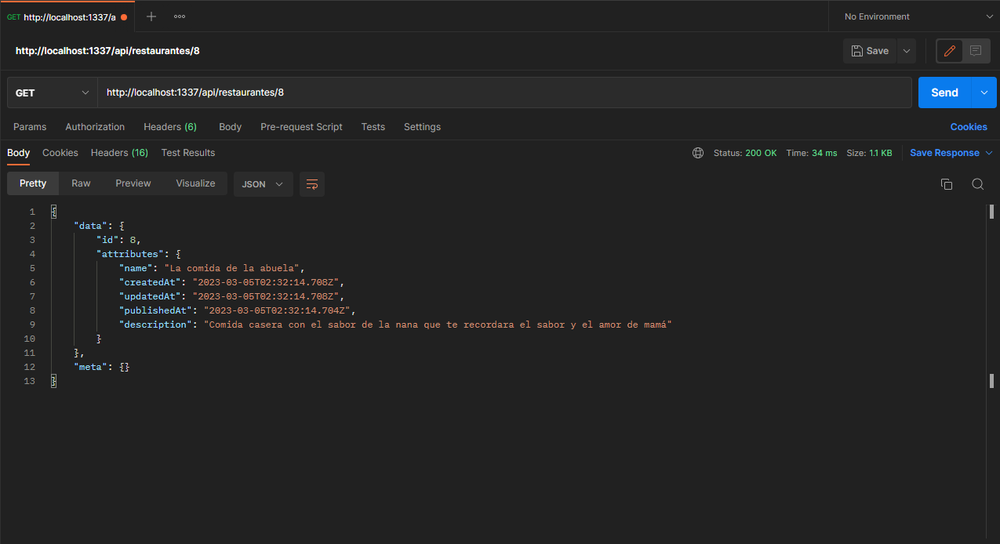 GET http://localhost:1337/a
No Environment
http://localhost:1337/api/restaurantes/8
Save
GET http://localhost:1337/api/restaurantes/8 Send
Params Authorization Headers (6) Body Pre-request Script Tests Settings Cookies
Body Cookies Headers (16) Test Results Status: 200 OK Time: 34 ms Size: 1.1 KB Save Response
Pretty Raw Preview Visualize JSON
1 {
2 "data": {
3 "id": 8,
4 "attributes": {
5 "name": "La comida de la abuela",
6 "createdAt": "2023-03-05T02:32:14.708Z",
7 "updatedAt": "2023-03-05T02:32:14.708Z",
8 "publishedAt": "2023-03-05T02:32:14.704Z",
9 "description": "Comida casera con el sabor de la nana que te recordara el sabor y el amor de mamá"
10 }
11 },
12 "meta": {}
13 }